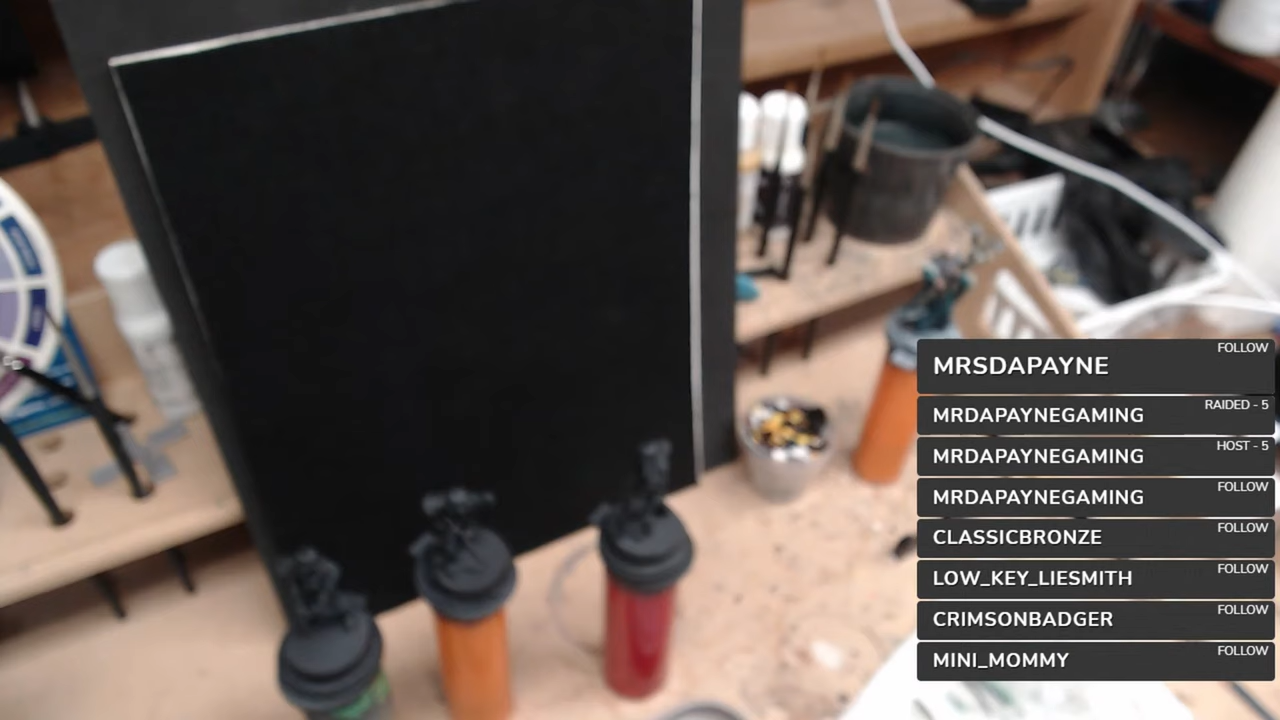 FOLLOW
MRSDAPAYNE
RAIDED - 5
MRDAPAYNEGAMING
HOST - 5
MRDAPAYNEGAMING
FOLLOW
MRDAPAYNEGAMING
FOLLOW
CLASSICBRONZE
FOLLOW
LOW_KEY_LIESMITH
FOLLOW
CRIMSONBADGER
FOLLOW
MINI_MOMMY